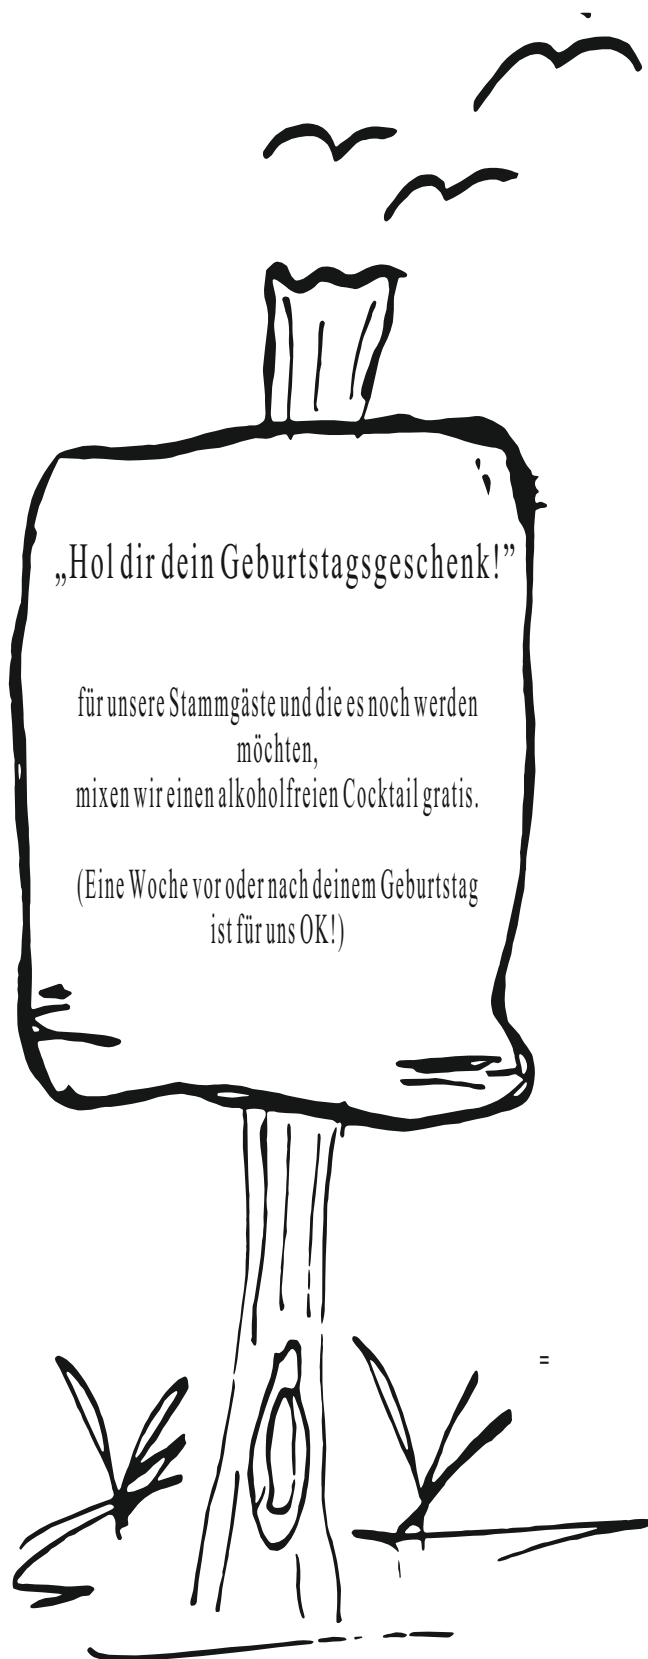 „Hol dir dein Geburtstagsgeschenk!”
für unsere Stammgäste und die es noch werden
möchten,
mixen wir einen alkoholfreien Cocktail gratis.
(Eine Woche vor oder nach deinem Geburtstag
ist für uns OK!)
=